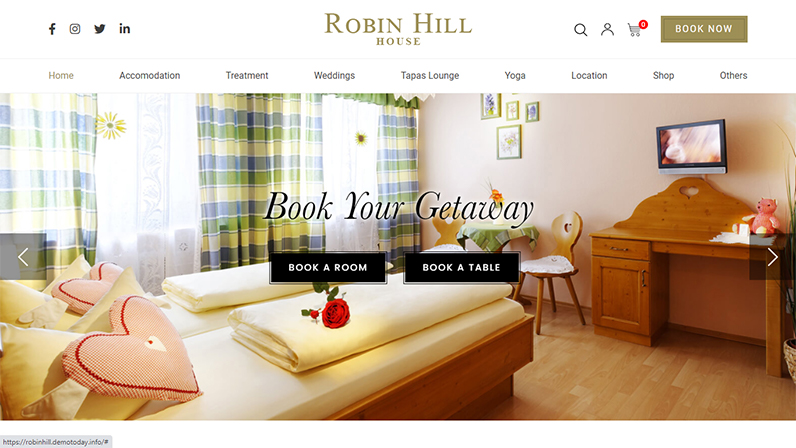 ROBIN HILL
HOUSE
0
BOOK NOW
Home Accomodation Treatment Weddings Tapas Lounge Yoga Location Shop Others
Book Your Getaway
BOOK A ROOM BOOK A TABLE
https://robinhill.demotoday.info/#